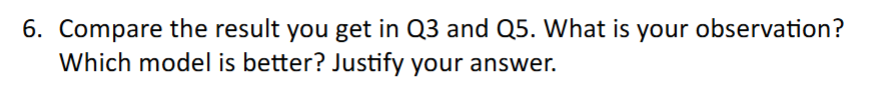 6. Compare the result you get in Q3 and Q5. What is your observation?
Which model is better? Justify your answer.